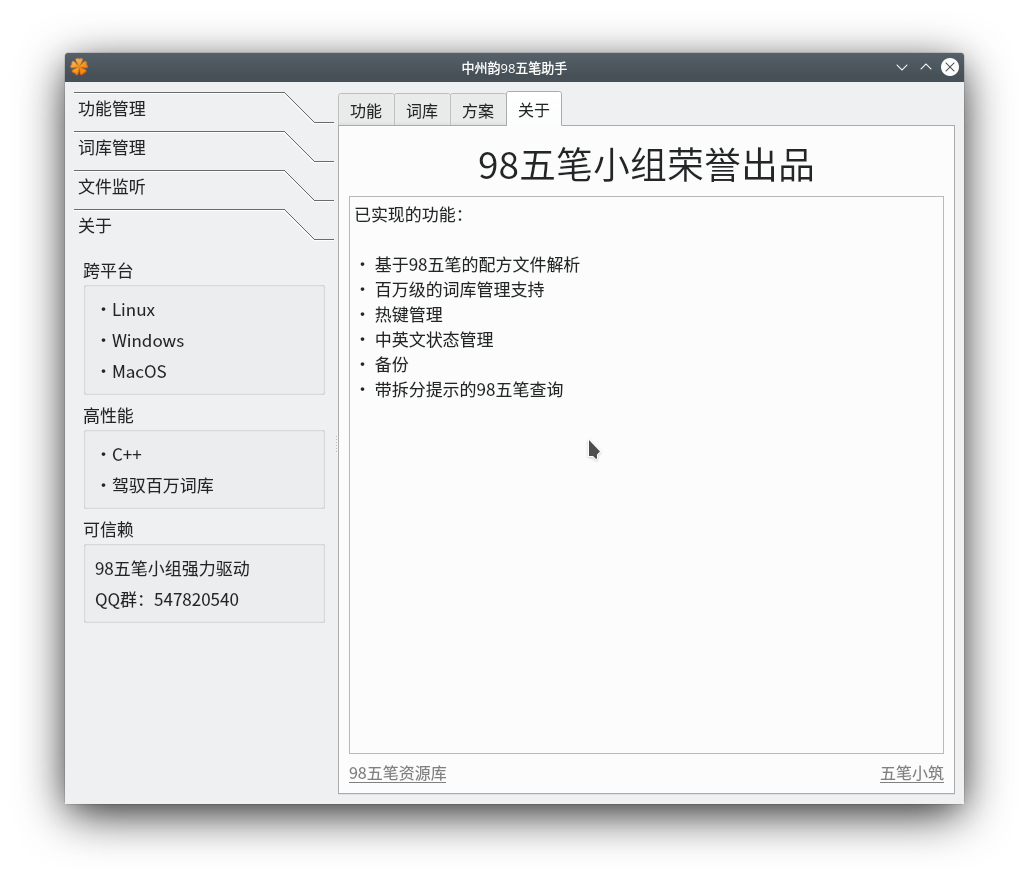 中州韵98五笔助手
功能管理
词库管理
文件监听
关于
跨平台
・Linux
・Windows
・MacOS
高性能
・C++
・驾驭百万词库
可信赖
98五笔小组强力驱动
QQ群：547820540
功能 词库 方案 关于
98五笔小组荣誉出品
已实现的功能：
・ 基于98五笔的配方文件解析
・ 百万级的词库管理支持
・ 热键管理
・ 中英文状态管理
・ 备份
・ 带拆分提示的98五笔查询
98五笔资源库 五笔小筑